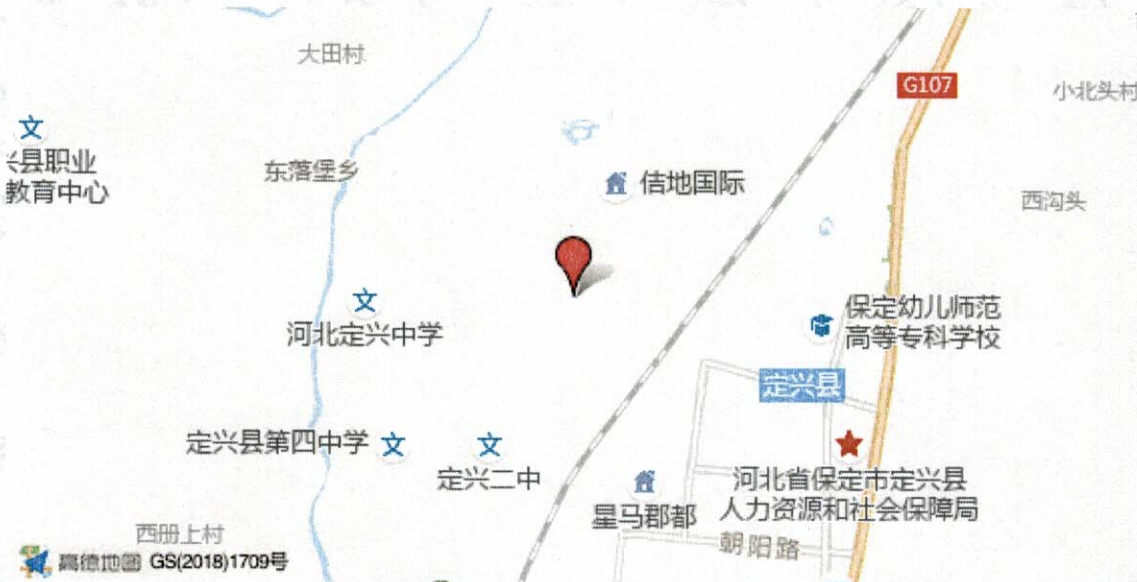 大田村
G107
小北头村
兴县职业
教育中心
东落堡乡
佶地国际
西沟头
河北定兴中学
保定幼儿师范
高等专科学校
定兴县
定兴县第四中学
定兴二中
河北省保定市定兴县
人力资源和社会保障局
星马郡都
朝阳路
西册上村
高德地图 GS(2018)1709号